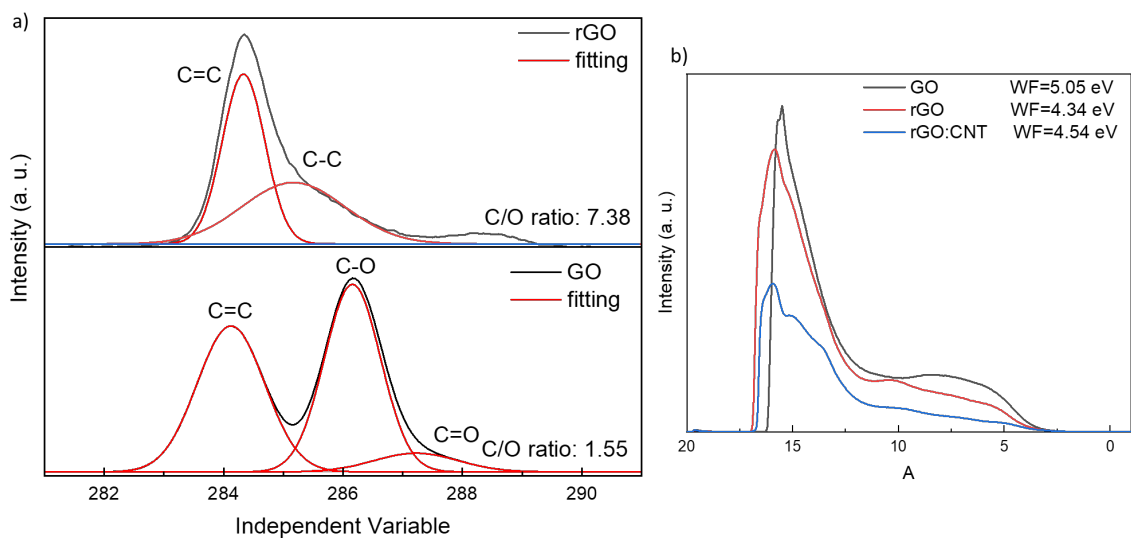 a)
rGO
fitting
C=C
C-C
C/O ratio: 7.38
GO
fitting
C-O
C=C
C=O
C/O ratio: 1.55
Intensity (a. u.)
282 284 286 288 290
Independent Variable
b)
GO WF=5.05 eV
rGO WF=4.34 eV
rGO:CNT WF=4.54 eV
Intensity (a. u.)
20 15 10 5 0
A